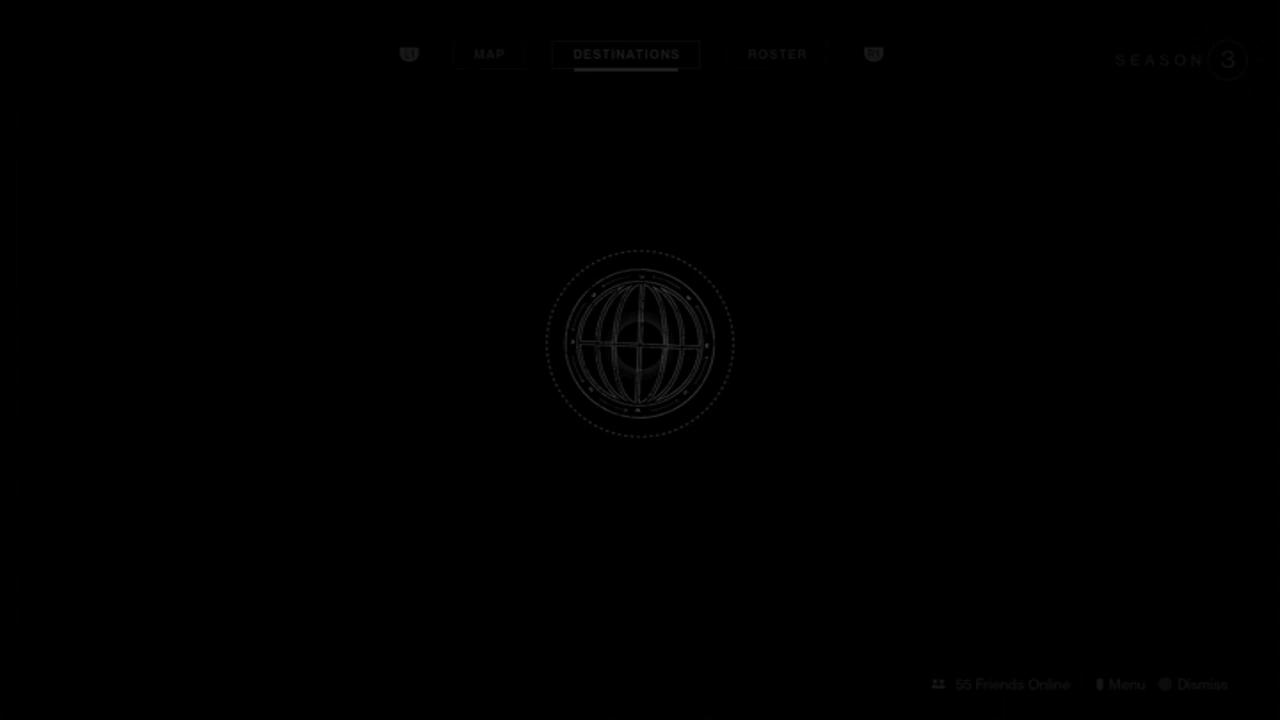 L1 MAP DESTINATIONS ROSTER R1
SEASON 3
55 Friends Online Menu Dismiss